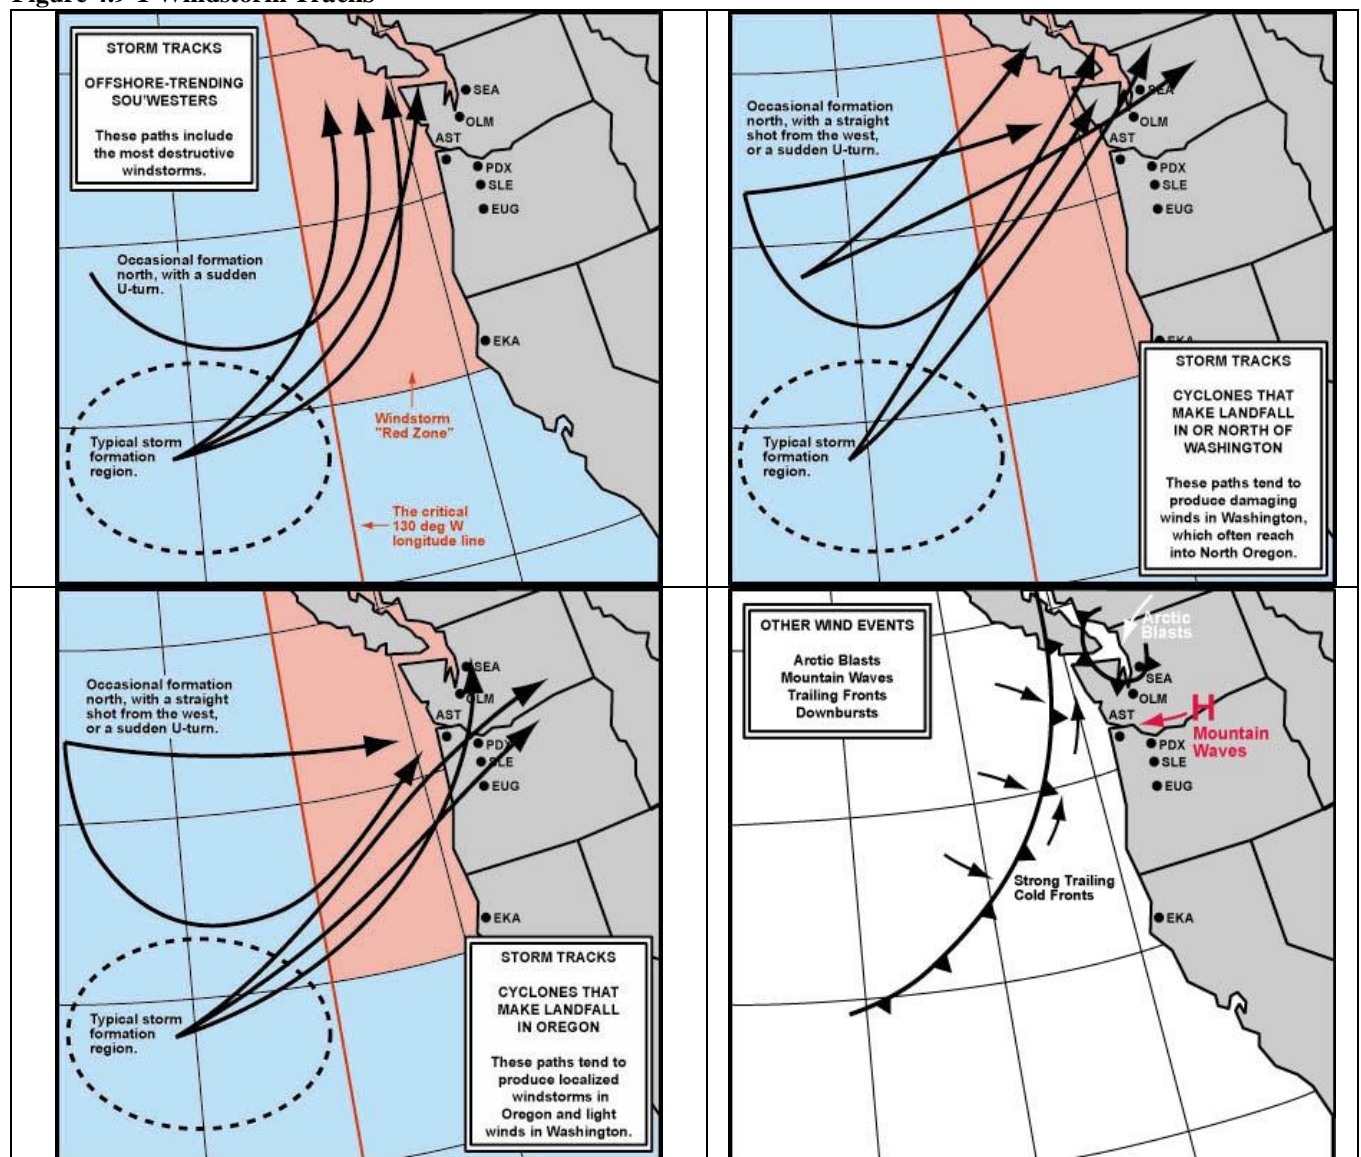 Figure 4.9-1 Windstorm Tracks
STORM TRACKS
OFFSHORE-TRENDING
SOU'WESTERS
These paths include
the most destructive
windstorms.
SEA
OLM
AST
PDX
SLE
EUG
Occasional formation
north, with a sudden
U-turn.
EKA
Windstorm
"Red Zone"
Typical storm
formation
region.
The critical
130 deg W
longitude line
Occasional formation
north, with a straight
shot from the west,
or a sudden U-turn.
SEA
OLM
AST
PDX
SLE
EUG
EKA
Typical storm
formation
region.
STORM TRACKS
CYCLONES THAT
MAKE LANDFALL
IN OR NORTH OF
WASHINGTON
These paths tend to
produce damaging
winds in Washington,
which often reach
into North Oregon.
Occasional formation
north, with a straight
shot from the west,
or a sudden U-turn.
SEA
OLM
AST
PDX
SLE
EUG
EKA
Typical storm
formation
region.
STORM TRACKS
CYCLONES THAT
MAKE LANDFALL
IN OREGON
These paths tend to
produce localized
windstorms in
Oregon and light
winds in Washington.
OTHER WIND EVENTS
Arctic Blasts
Mountain Waves
Trailing Fronts
Downbursts
Arctic
Blasts
SEA
OLM
AST
H
Mountain
Waves
PDX
SLE
EUG
Strong Trailing
Cold Fronts
EKA